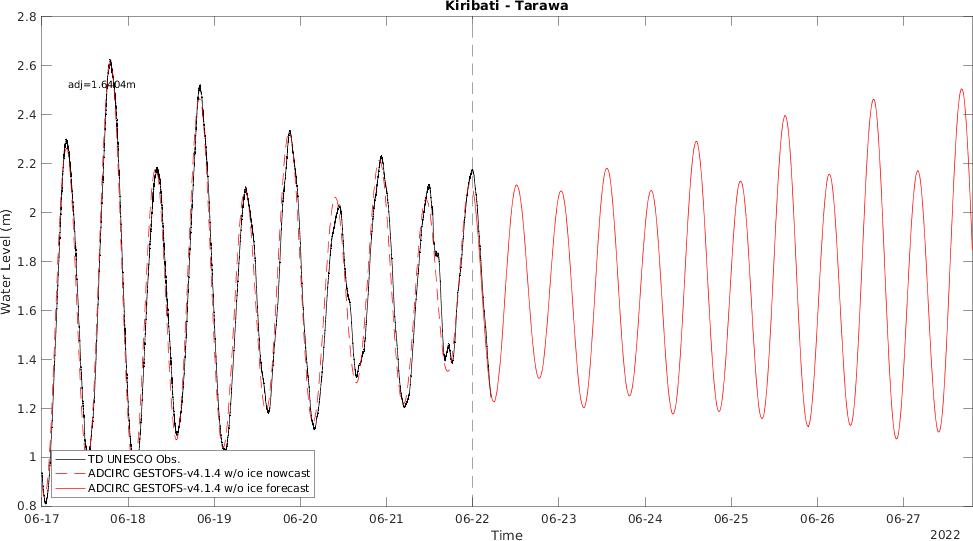 Kiribati - Tarawa
2.8
2.6
adj=1.6404m
2.4
2.2
2
1.8
1.6
1.4
1.2
1
0.8
Water Level (m)
TD UNESCO Obs.
ADCIRC GESTOFS-v4.1.4 w/o ice nowcast
ADCIRC GESTOFS-v4.1.4 w/o ice forecast
06-17 06-18 06-19 06-20 06-21 06-22 06-23 06-24 06-25 06-26 06-27
Time
2022